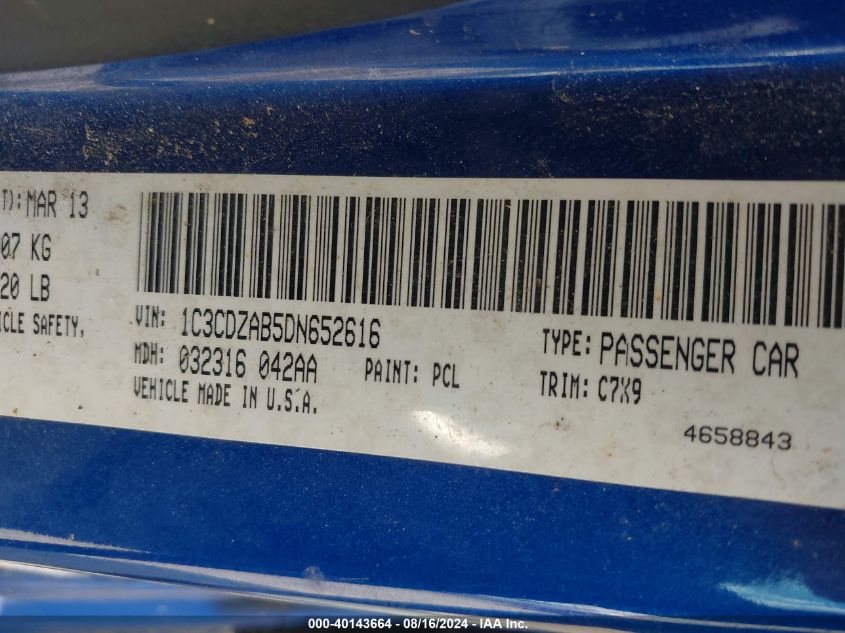 T): MAR 13
07 KG
20 LB
ICLE SAFETY,
VIN: 1C3CDZAB5DN652616
MDH: 032316 042AA
PAINT: PCL
VEHICLE MADE IN U.S.A.
TYPE: PASSENGER CAR
TRIM: C7X9
4658843
000-40143664 - 08/16/2024 - IAA Inc.